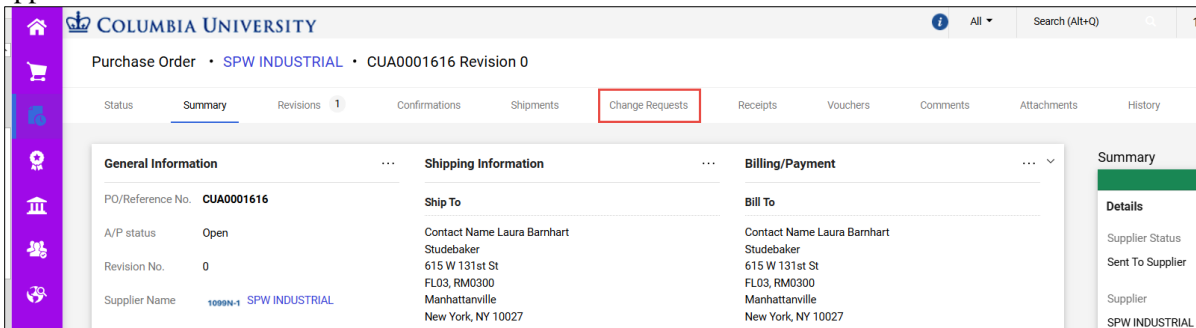 COLUMBIA UNIVERSITY
All
Search (Alt+Q)
Purchase Order • SPW INDUSTRIAL • CUA0001616 Revision 0
Status Summary Revisions 1 Confirmations Shipments Change Requests Receipts Vouchers Comments Attachments History
General Information ...
PO/Reference No. CUA0001616
A/P status Open
Revision No. 0
Supplier Name 1099N-1 SPW INDUSTRIAL
Shipping Information ...
Ship To
Contact Name Laura Barnhart
Studebaker
615 W 131st St
FL03, RM0300
Manhattanville
New York, NY 10027
Billing/Payment ...
Bill To
Contact Name Laura Barnhart
Studebaker
615 W 131st St
FL03, RM0300
Manhattanville
New York, NY 10027
Summary
Details
Supplier Status
Sent To Supplier
Supplier
SPW INDUSTRIAL